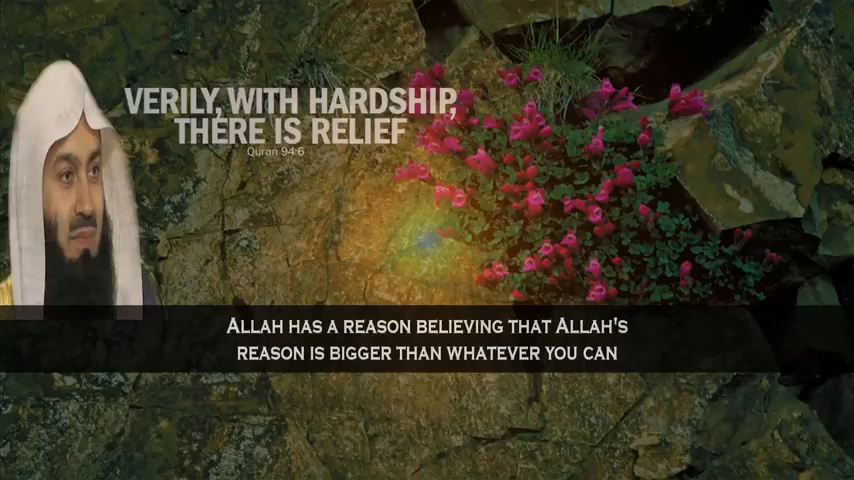 VERILY, WITH HARDSHIP,
THERE IS RELIEF
Quran 94:6
ALLAH HAS A REASON BELIEVING THAT ALLAH'S
REASON IS BIGGER THAN WHATEVER YOU CAN